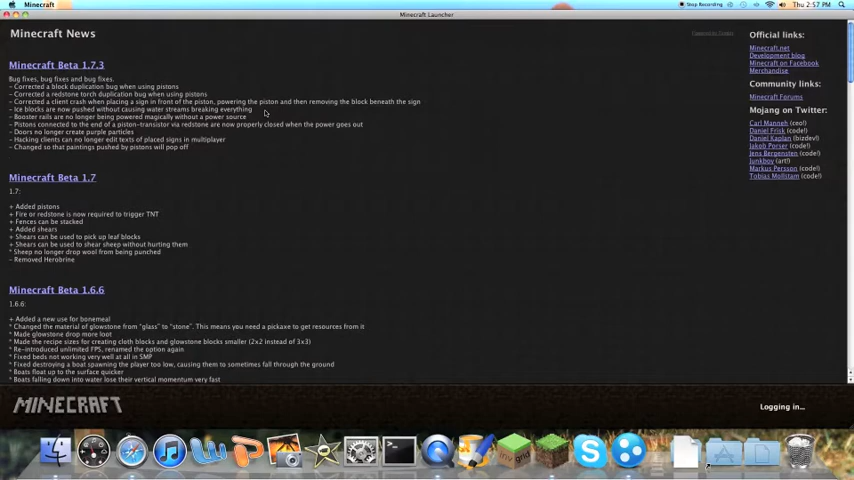 Minecraft
Stop Recording
Thu 2:57 PM
Minecraft Launcher
Minecraft News
Powered by Tumblr
Minecraft Beta 1.7.3
Bug fixes, bug fixes and bug fixes.
- Corrected a block duplication bug when using pistons
- Corrected a redstone torch duplication bug when using pistons
- Corrected a client crash when placing a sign in front of the piston, powering the piston and then removing the block beneath the sign
- Ice blocks are now pushed without causing water streams breaking everything
- Booster rails are no longer being powered magically without a power source
- Pistons connected to the end of a piston-transistor via redstone are now properly closed when the power goes out
- Doors no longer create purple particles
- Hacking clients can no longer edit texts of placed signs in multiplayer
- Changed so that paintings pushed by pistons will pop off
Minecraft Beta 1.7
1.7:
+ Added pistons
+ Fire or redstone is now required to trigger TNT
+ Fences can be stacked
+ Added shears
+ Shears can be used to pick up leaf blocks
+ Shears can be used to shear sheep without hurting them
* Sheep no longer drop wool from being punched
- Removed Herobrine
Minecraft Beta 1.6.6
1.6.6:
+ Added a new use for bonemeal
* Changed the material of glowstone from "glass" to "stone". This means you need a pickaxe to get resources from it
* Made glowstone drop more loot
* Made the recipe sizes for creating cloth blocks and glowstone blocks smaller (2x2 instead of 3x3)
* Re-introduced unlimited FPS, renamed the option again
* Fixed beds not working very well at all in SMP
* Fixed destroying a boat spawning the player too low, causing them to sometimes fall through the ground
* Boats float up to the surface quicker
* Boats falling down into water lose their vertical momentum very fast
Official links:
Minecraft.net
Development blog
Minecraft on Facebook
Merchandise
Community links:
Minecraft Forums
Mojang on Twitter:
Carl Manneh (ceo!)
Daniel Frisk (code!)
Daniel Kaplan (biz+dev!)
Jakob Porser (code!)
Jens Bergensten (code!)
Junkboy (art!)
Markus Persson (code!)
Tobias Mollstam (code!)
MINECRAFT
Logging in...
inv
grid